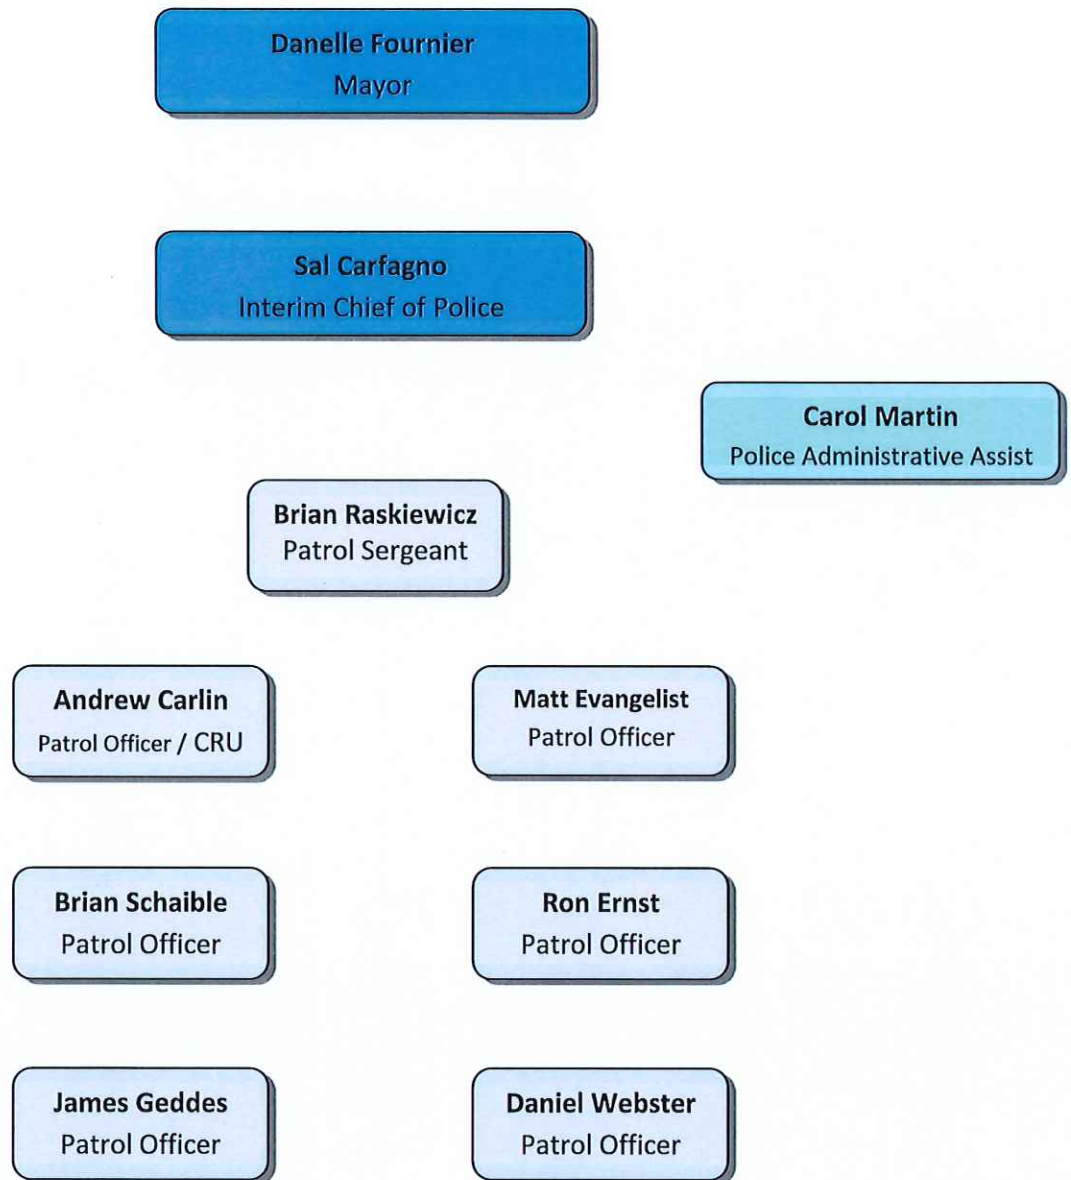 Danelle Fournier
Mayor
Sal Carfagno
Interim Chief of Police
Carol Martin
Police Administrative Assist
Brian Raskiewicz
Patrol Sergeant
Andrew Carlin
Patrol Officer / CRU
Matt Evangelist
Patrol Officer
Brian Schaible
Patrol Officer
Ron Ernst
Patrol Officer
James Geddes
Patrol Officer
Daniel Webster
Patrol Officer